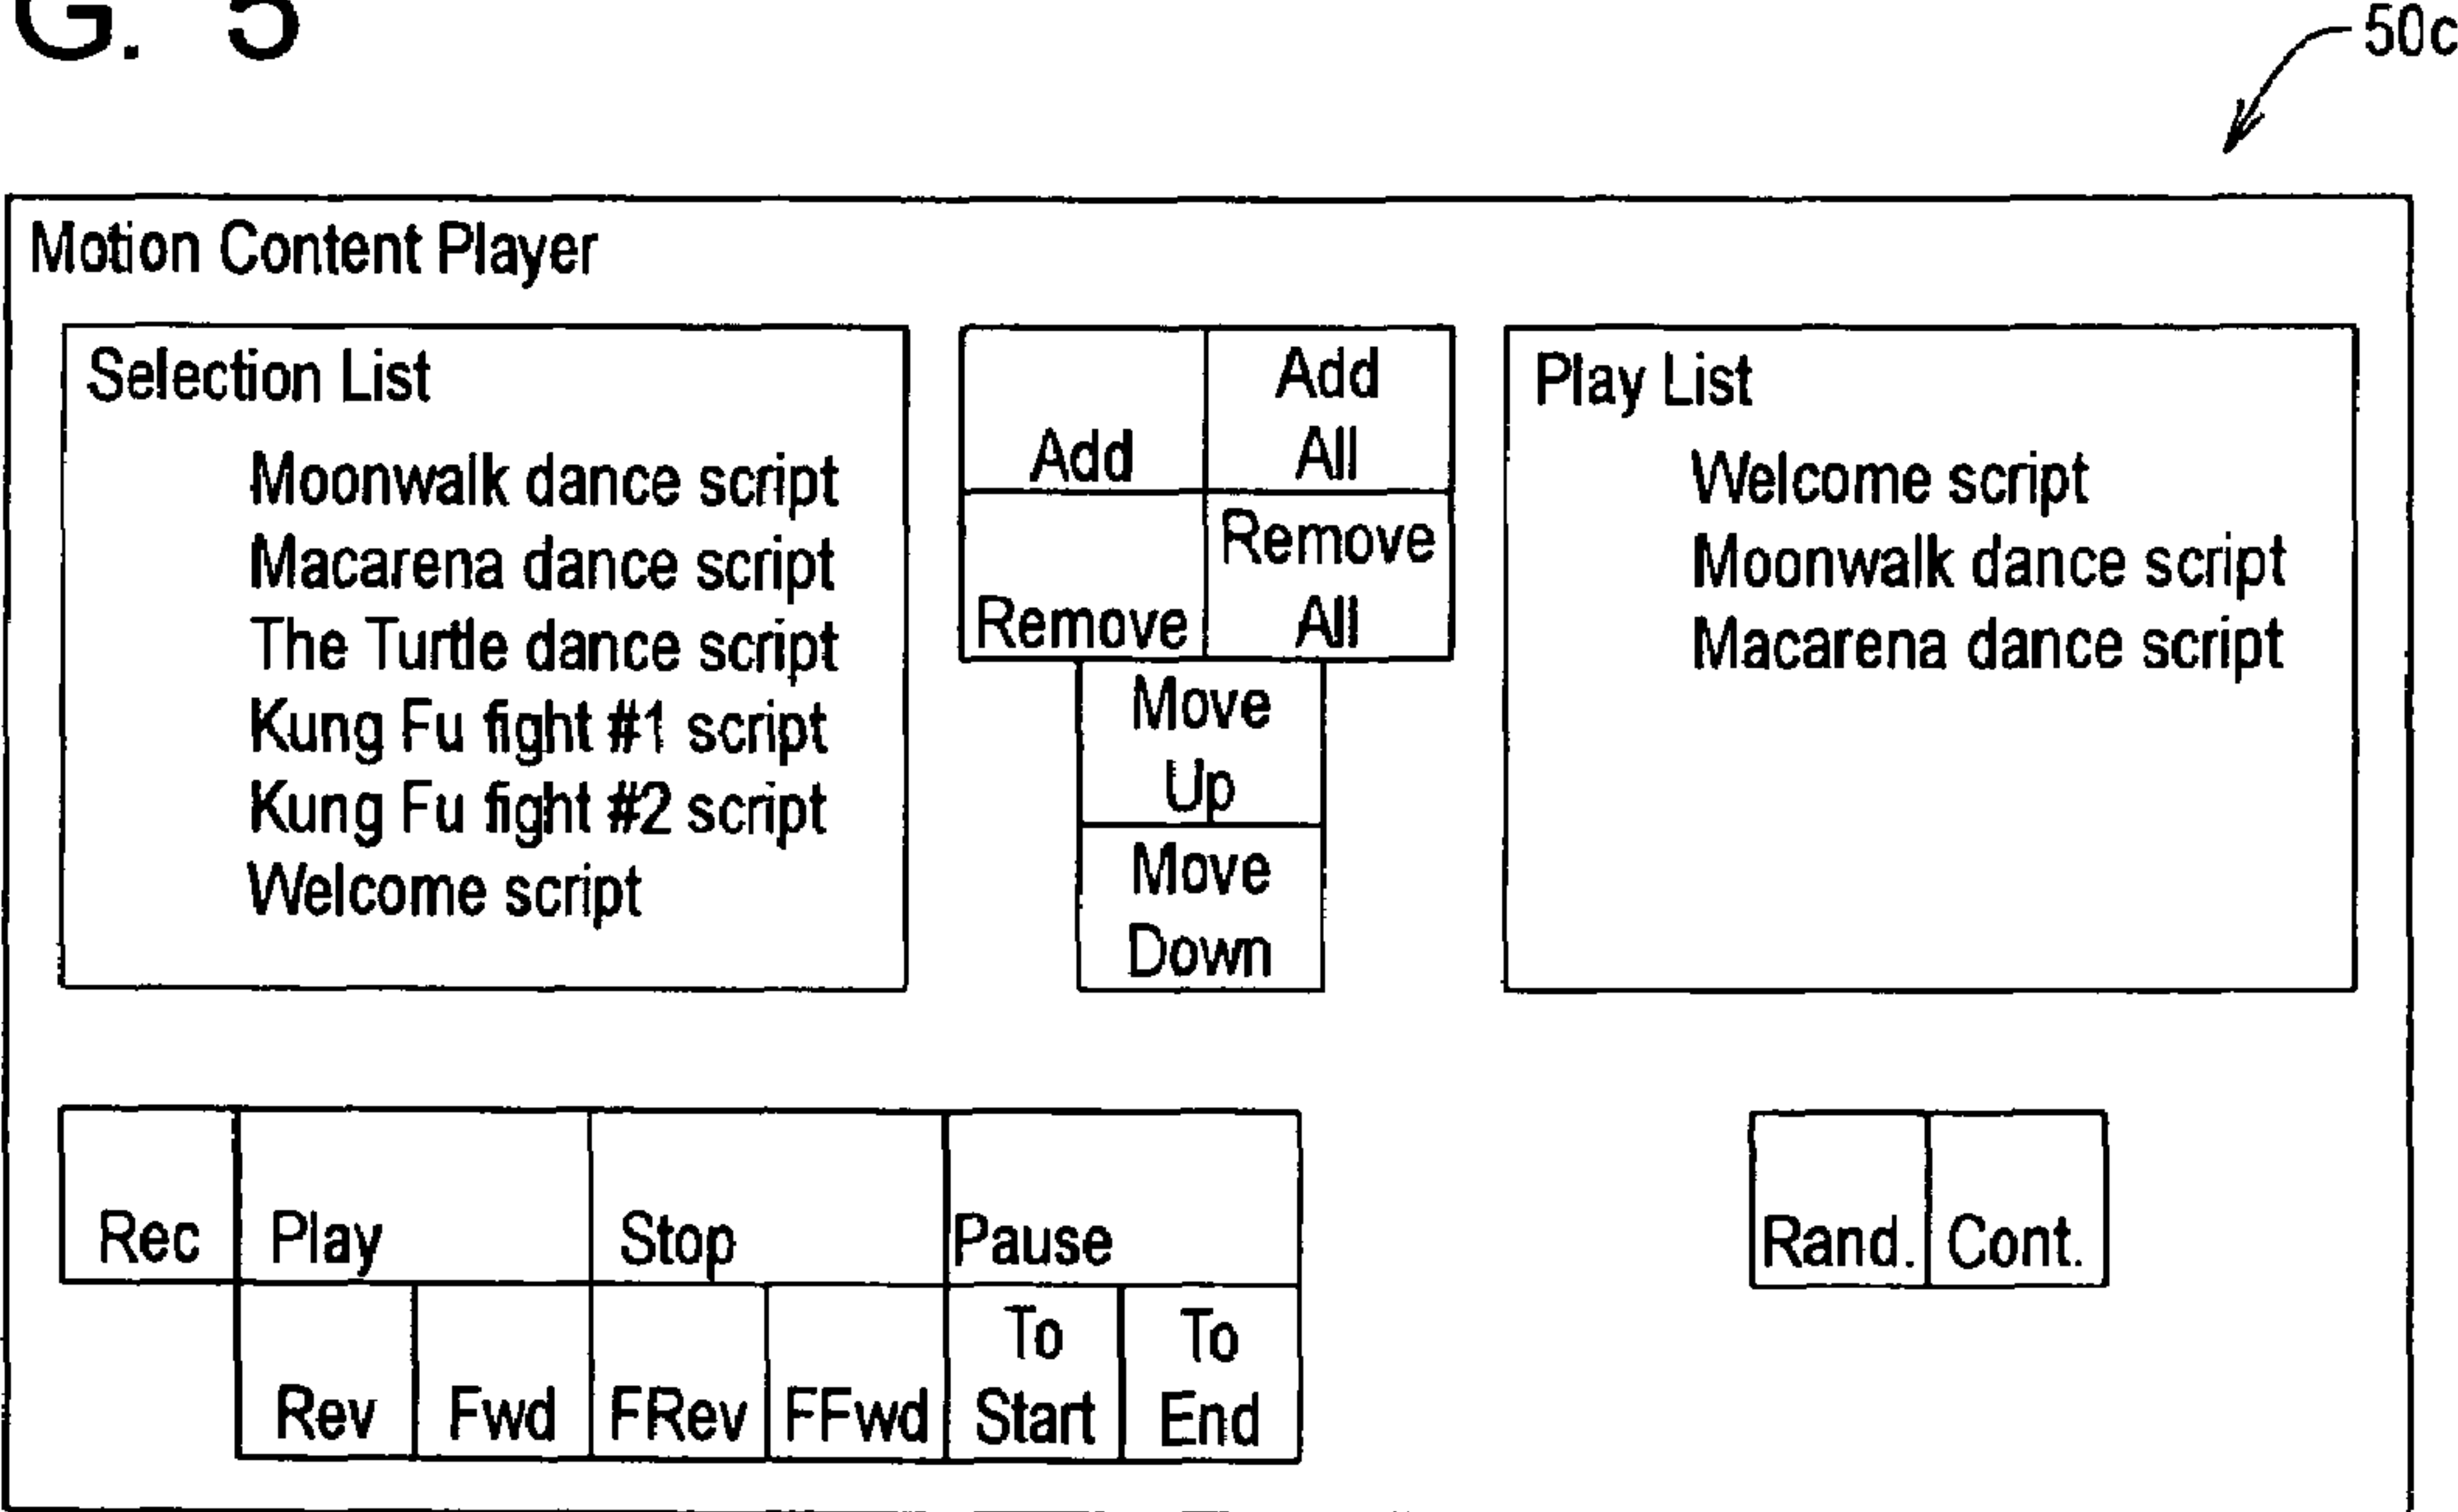 G. 5
50c
Motion Content Player
Selection List
Moonwalk dance script
Macarena dance script
The Turtle dance script
Kung Fu fight #1 script
Kung Fu fight #2 script
Welcome script
Add
Add
All
Remove
Remove
All
Move
Up
Move
Down
Play List
Welcome script
Moonwalk dance script
Macarena dance script
Rec
Play
Stop
Pause
Rev
Fwd
FRev
FFwd
To
Start
To
End
Rand.
Cont.